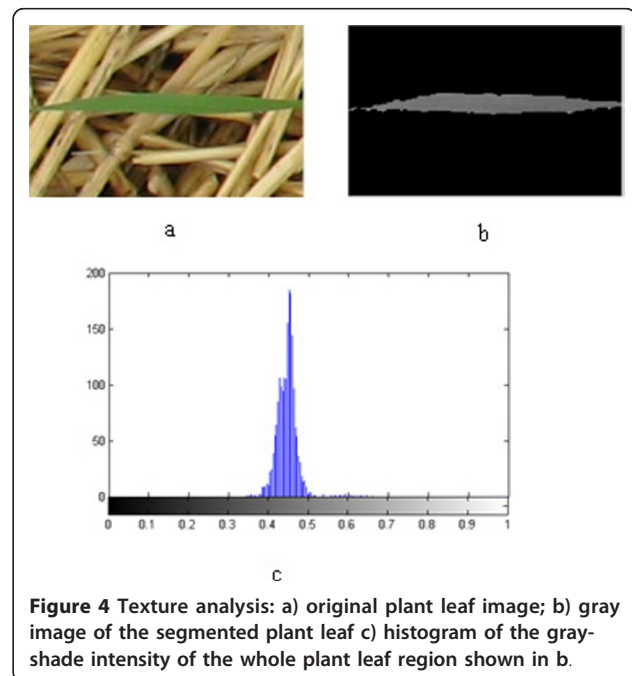 a
b
200
150
100
50
0
0 0.1 0.2 0.3 0.4 0.5 0.6 0.7 0.8 0.9 1
c
Figure 4 Texture analysis: a) original plant leaf image; b) gray
image of the segmented plant leaf c) histogram of the gray-
shade intensity of the whole plant leaf region shown in b.